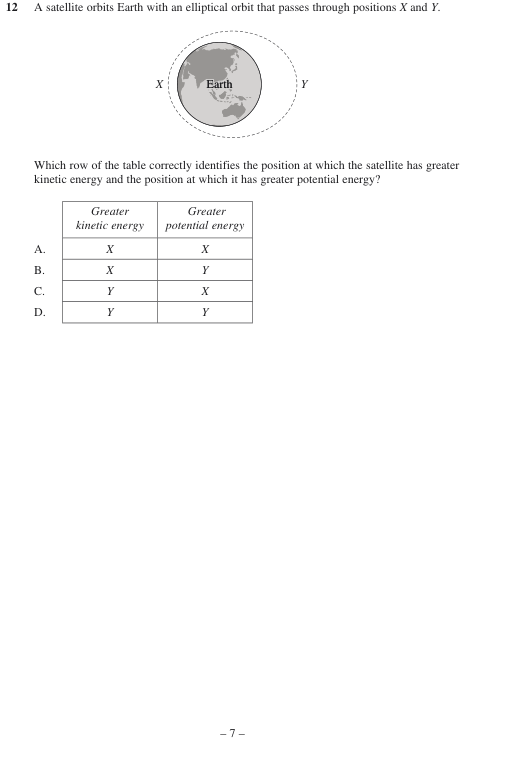 12 A satellite orbits Earth with an elliptical orbit that passes through positions X and Y.
X Earth Y
Which row of the table correctly identifies the position at which the satellite has greater
kinetic energy and the position at which it has greater potential energy?
Greater Greater
kinetic energy potential energy
A. X X
B. X Y
C. Y X
D. Y Y
– 7 –